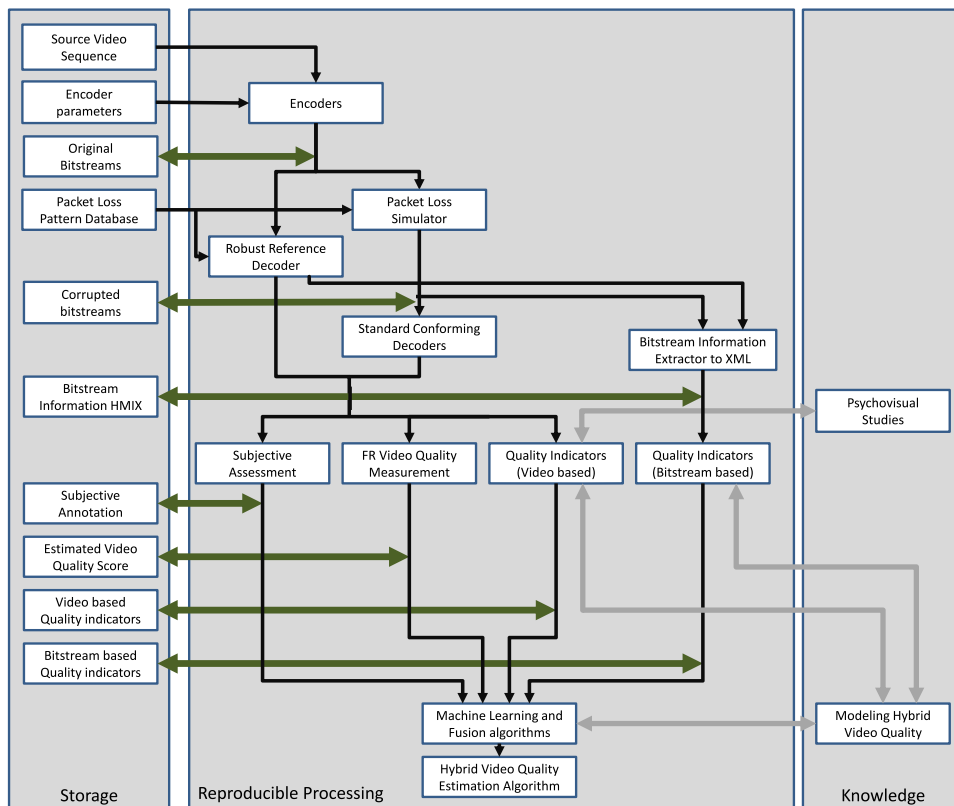 Source Video
Sequence
Encoder
parameters
Encoders
Original
Bitstreams
Packet Loss
Pattern Database
Packet Loss
Simulator
Robust Reference
Decoder
Corrupted
bitstreams
Standard Conforming
Decoders
Bitstream Information
Extractor to XML
Bitstream
Information HMIX
Psychovisual
Studies
Subjective
Assessment
FR Video Quality
Measurement
Quality Indicators
(Video based)
Quality Indicators
(Bitstream based)
Subjective
Annotation
Estimated Video
Quality Score
Video based
Quality indicators
Bitstream based
Quality indicators
Machine Learning and
Fusion algorithms
Modeling Hybrid
Video Quality
Hybrid Video Quality
Estimation Algorithm
Storage
Reproducible Processing
Knowledge